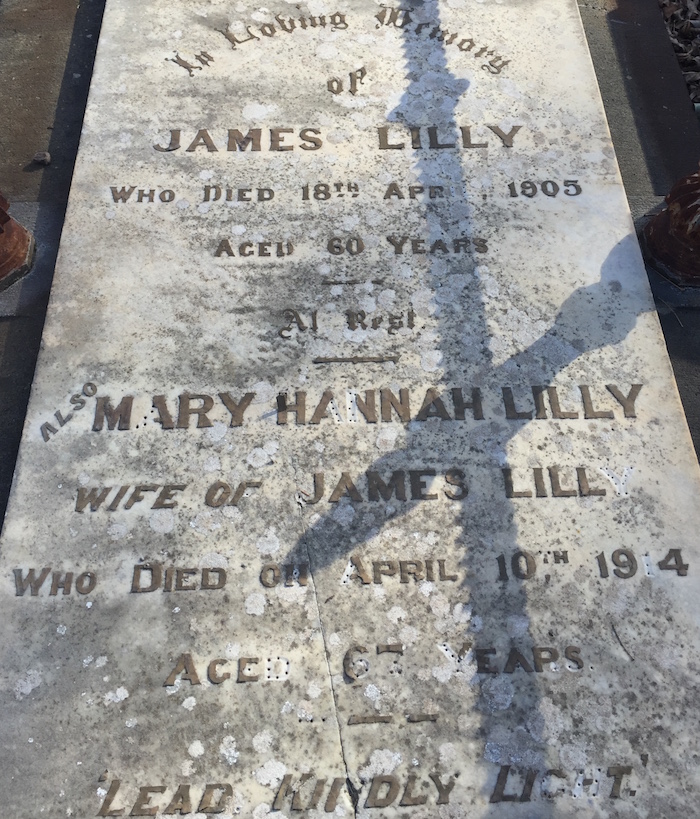 In Loving Memory
of
JAMES LILLY
WHO DIED 18TH APRIL, 1905
AGED 60 YEARS
At Rest
ALSO MARY HANNAH LILLY
WIFE OF JAMES LILLY
WHO DIED ON APRIL 10TH 1914
AGED 67 YEARS
'LEAD KINDLY LIGHT.'